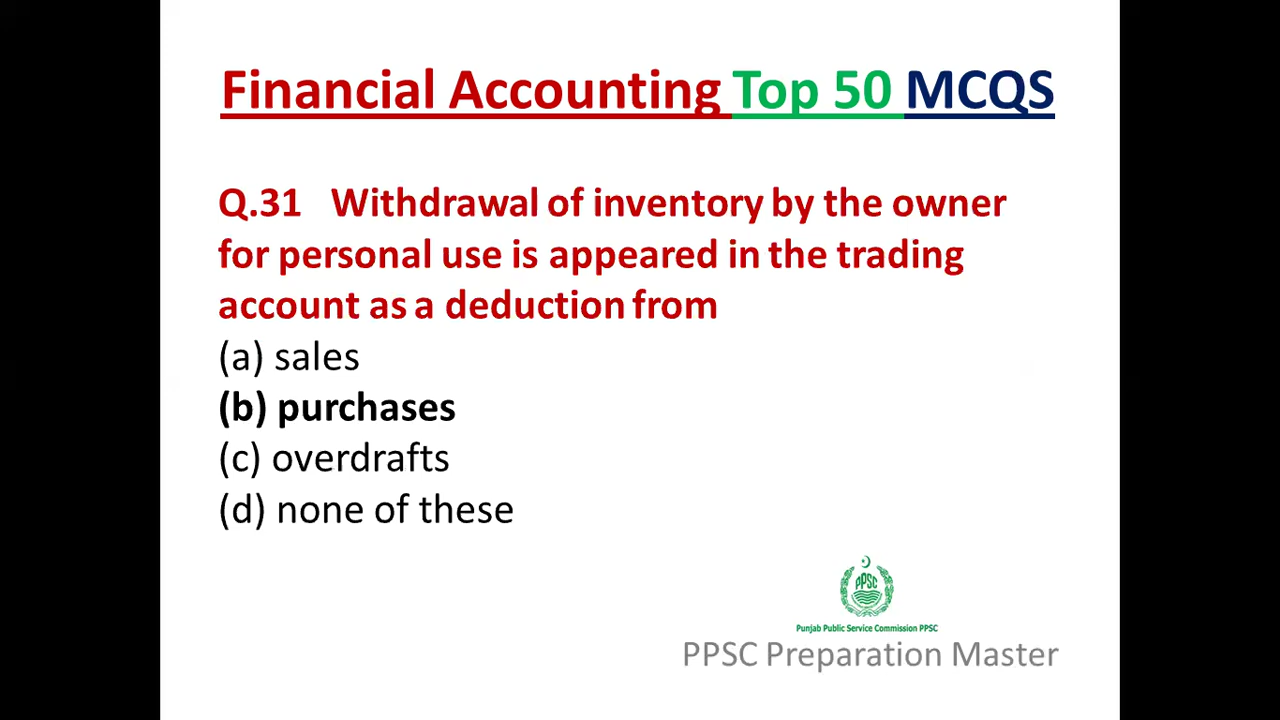 Financial Accounting Top 50 MCQS
Q.31 Withdrawal of inventory by the owner
for personal use is appeared in the trading
account as a deduction from
(a) sales
(b) purchases
(c) overdrafts
(d) none of these
PPSC
Punjab Public Service Commission PPSC
PPSC Preparation Master